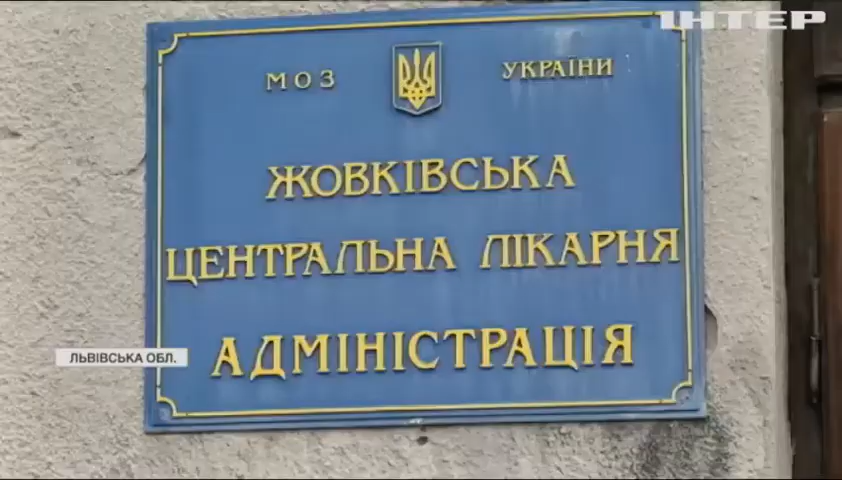 ІНТЕР
МОЗ УКРАЇНИ
ЖОВКІВСЬКА
ЦЕНТРАЛЬНА ЛІКАРНЯ
АДМІНІСТРАЦІЯ
ЛЬВІВСЬКА ОБЛ.